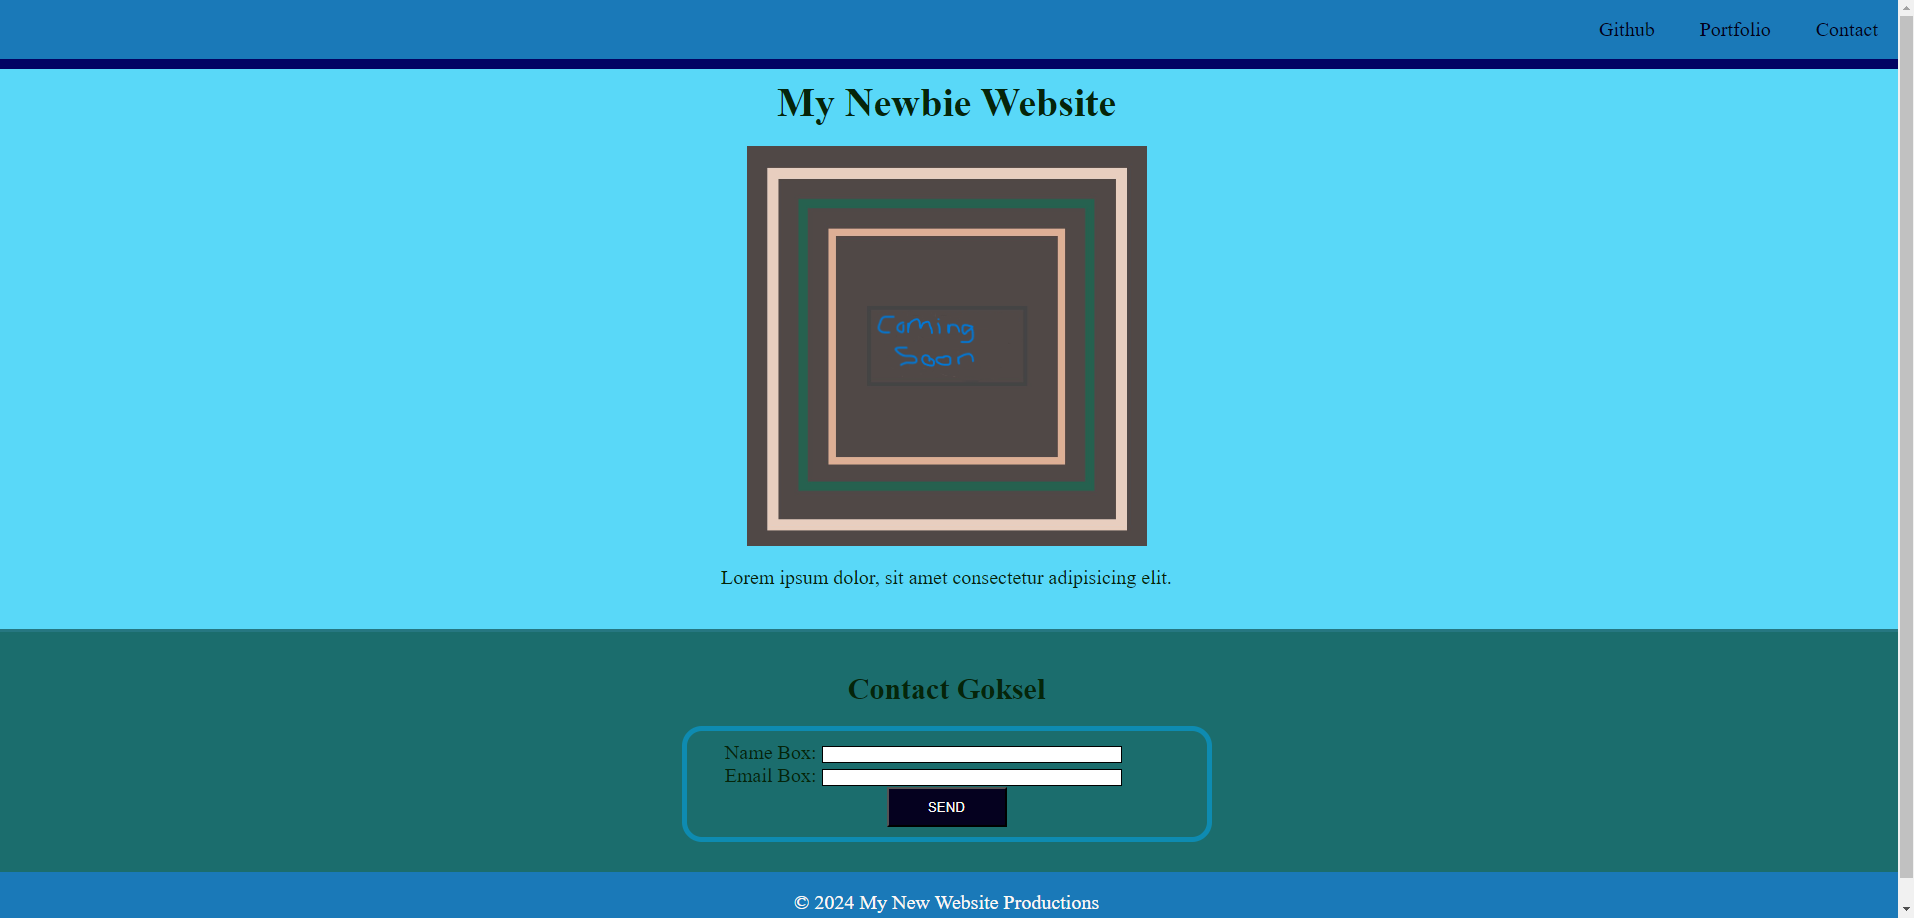 Github Portfolio Contact
My Newbie Website
Coming
Soon
Lorem ipsum dolor, sit amet consectetur adipisicing elit.
Contact Goksel
Name Box:
Email Box:
SEND
© 2024 My New Website Productions